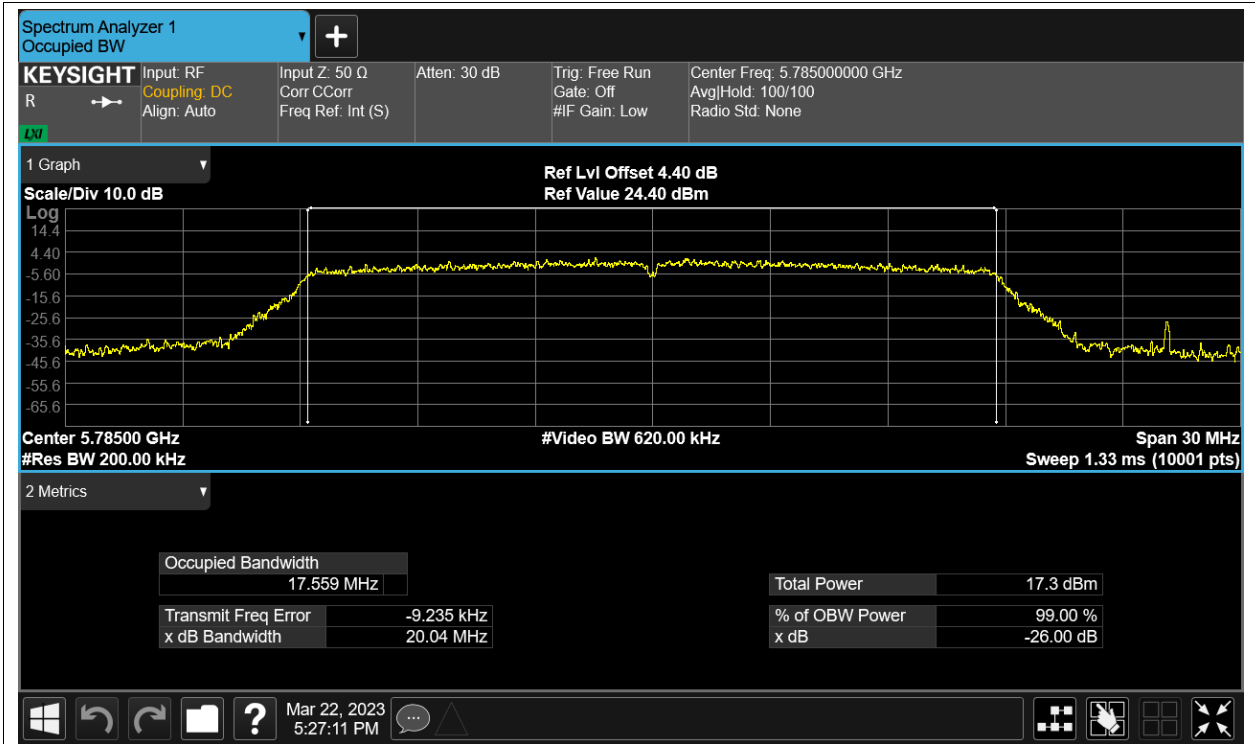 Spectrum Analyzer 1
Occupied BW
KEYSIGHT
R
LXI
Input: RF
Coupling: DC
Align: Auto
Input Z: 50 Ω
Corr CCorr
Freq Ref: Int (S)
Atten: 30 dB
Trig: Free Run
Gate: Off
#IF Gain: Low
Center Freq: 5.785000000 GHz
Avg|Hold: 100/100
Radio Std: None
1 Graph
Scale/Div 10.0 dB
Ref Lvl Offset 4.40 dB
Ref Value 24.40 dBm
Log
14.4
4.40
-5.60
-15.6
-25.6
-35.6
-45.6
-55.6
-65.6
Center 5.78500 GHz
#Video BW 620.00 kHz
Span 30 MHz
#Res BW 200.00 kHz
Sweep 1.33 ms (10001 pts)
2 Metrics
Occupied Bandwidth
17.559 MHz
Total Power 17.3 dBm
Transmit Freq Error -9.235 kHz
% of OBW Power 99.00 %
x dB Bandwidth 20.04 MHz
x dB -26.00 dB
?
Mar 22, 2023
5:27:11 PM